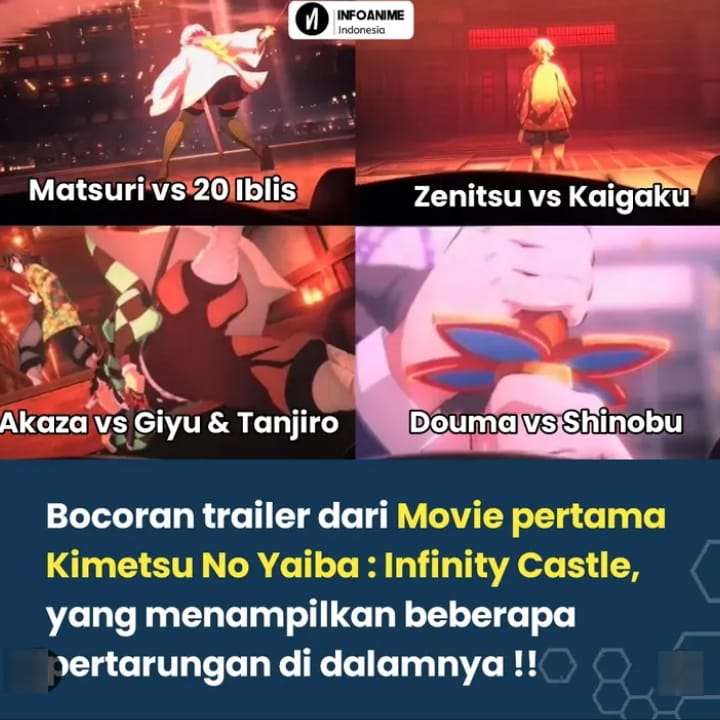 INFOANIME
Indonesia
Matsuri vs 20 Iblis
Zenitsu vs Kaigaku
Akaza vs Giyu & Tanjiro
Douma vs Shinobu
Bocoran trailer dari Movie pertama
Kimetsu No Yaiba : Infinity Castle,
yang menampilkan beberapa
pertarungan di dalamnya !!